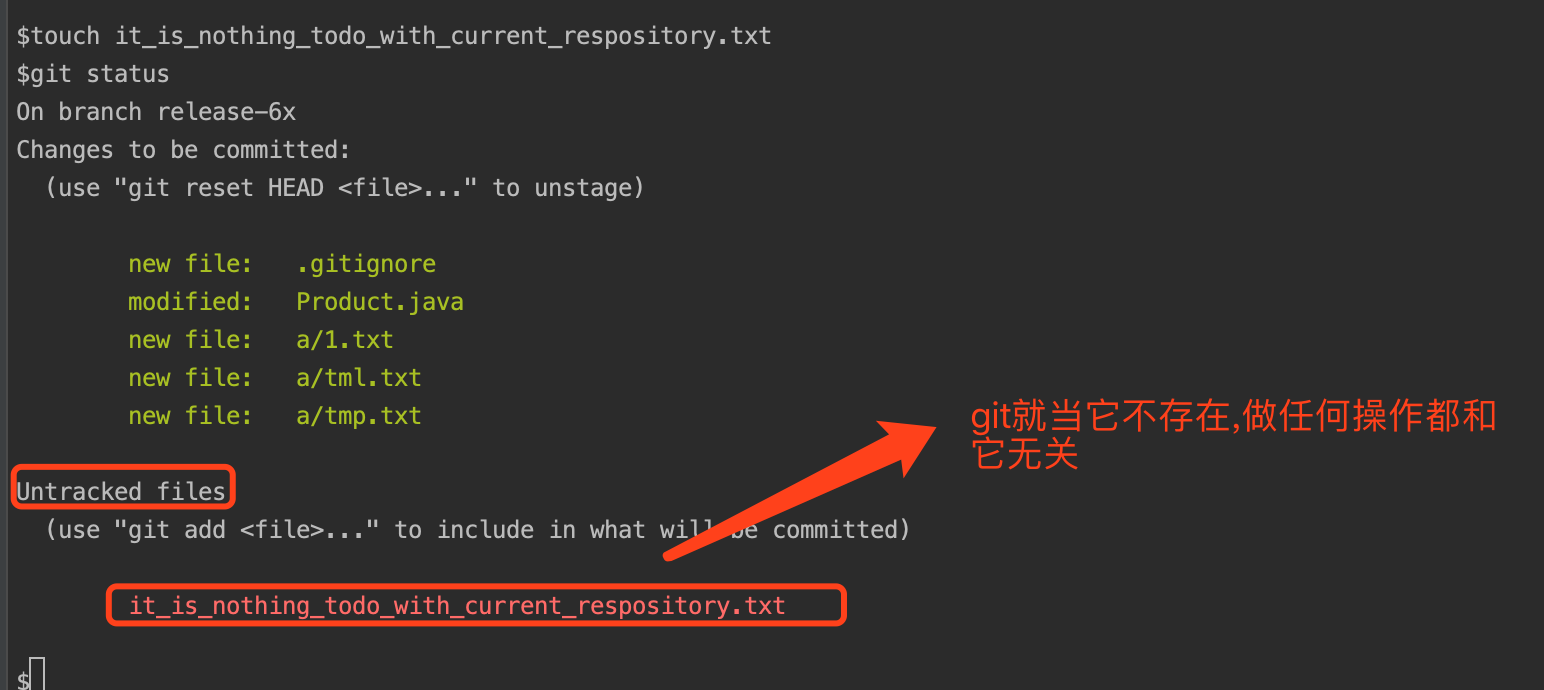 $touch it_is_nothing_todo_with_current_respository.txt
$git status
On branch release-6x
Changes to be committed:
  (use "git reset HEAD <file>..." to unstage)
        new file:   .gitignore
        modified:   Product.java
        new file:   a/1.txt
        new file:   a/tml.txt
        new file:   a/tmp.txt
git就当它不存在,做任何操作都和
它无关
Untracked files
  (use "git add <file>..." to include in what will be committed)
        it_is_nothing_todo_with_current_respository.txt
$